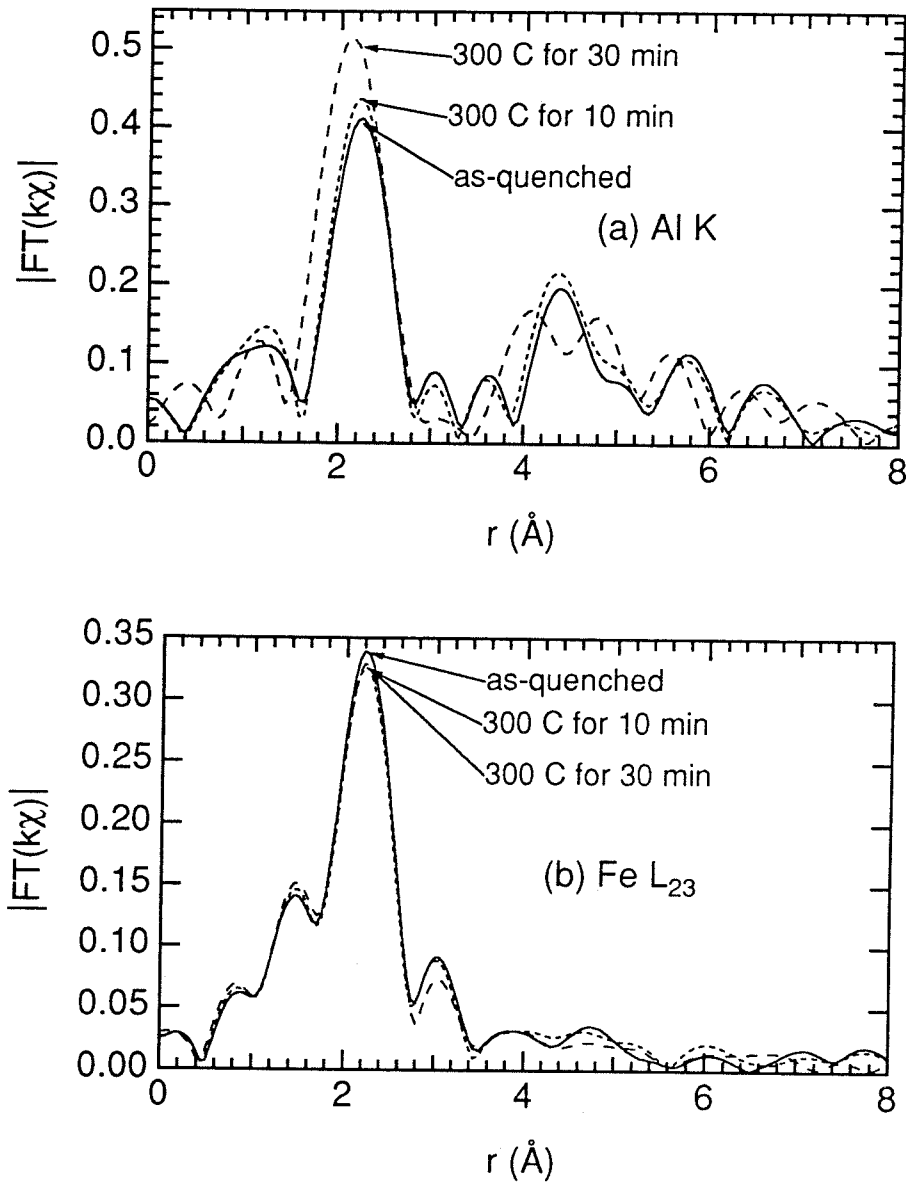 0.5
0.4
0.3
0.2
0.1
0.0
|FT(kχ)|
300 C for 30 min
300 C for 10 min
as-quenched
(a) Al K
0 2 4 6 8
r (Å)
0.35
0.30
0.25
0.20
0.15
0.10
0.05
0.00
|FT(kχ)|
as-quenched
300 C for 10 min
300 C for 30 min
(b) Fe L₂₃
0 2 4 6 8
r (Å)